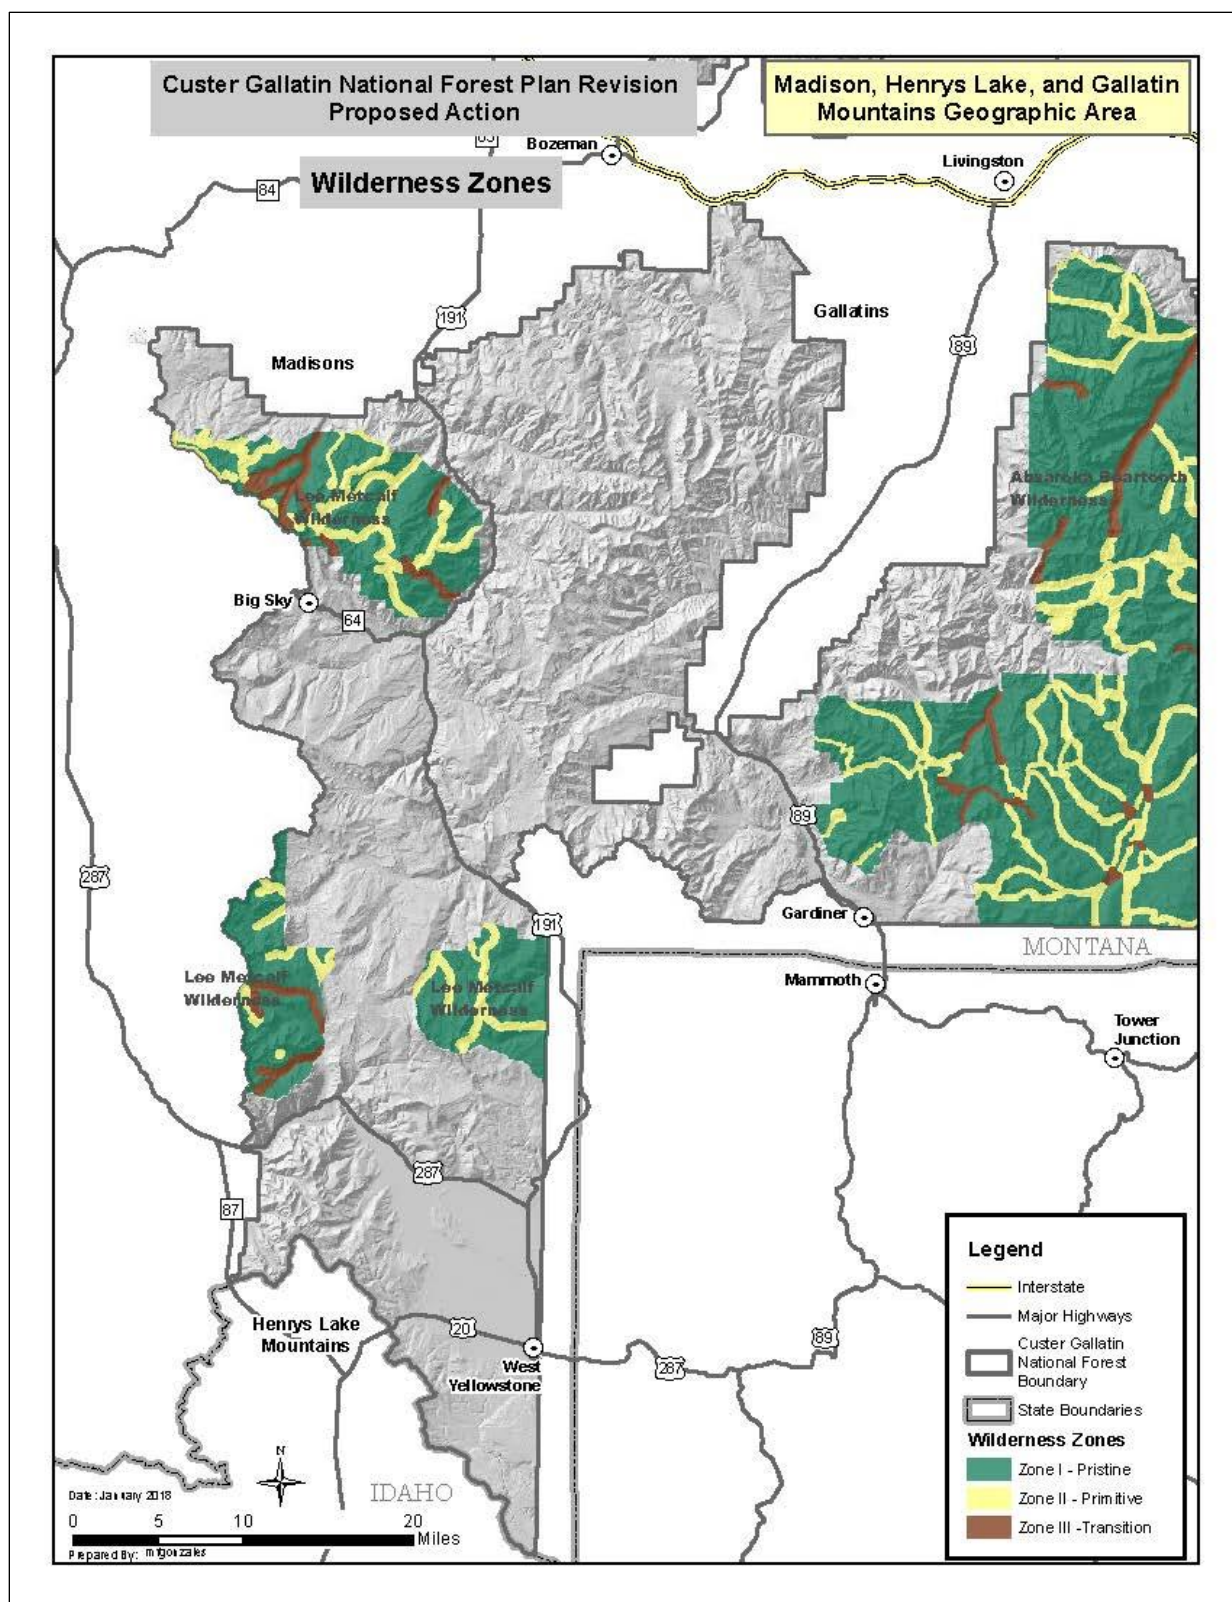 Custer Gallatin National Forest Plan Revision
Proposed Action
Madison, Henrys Lake, and Gallatin
Mountains Geographic Area
Bozeman
Livingston
Wilderness Zones
84
191
Gallatins
89
Madisons
Lee Metcalf
Wilderness
Absaroka Beartooth
Wilderness
Big Sky
64
89
287
Gardiner
191
MONTANA
Lee Metcalf
Wilderness
Lee Metcalf
Wilderness
Mammoth
Tower
Junction
287
87
Henrys Lake
Mountains
20
West
Yellowstone
287
89
Legend
Interstate
Major Highways
Custer Gallatin
National Forest
Boundary
State Boundaries
Wilderness Zones
Zone I - Pristine
Zone II - Primitive
Zone III -Transition
N
IDAHO
Date: January 2018
0 5 10 20
Miles
Prepared By: mtgonzales